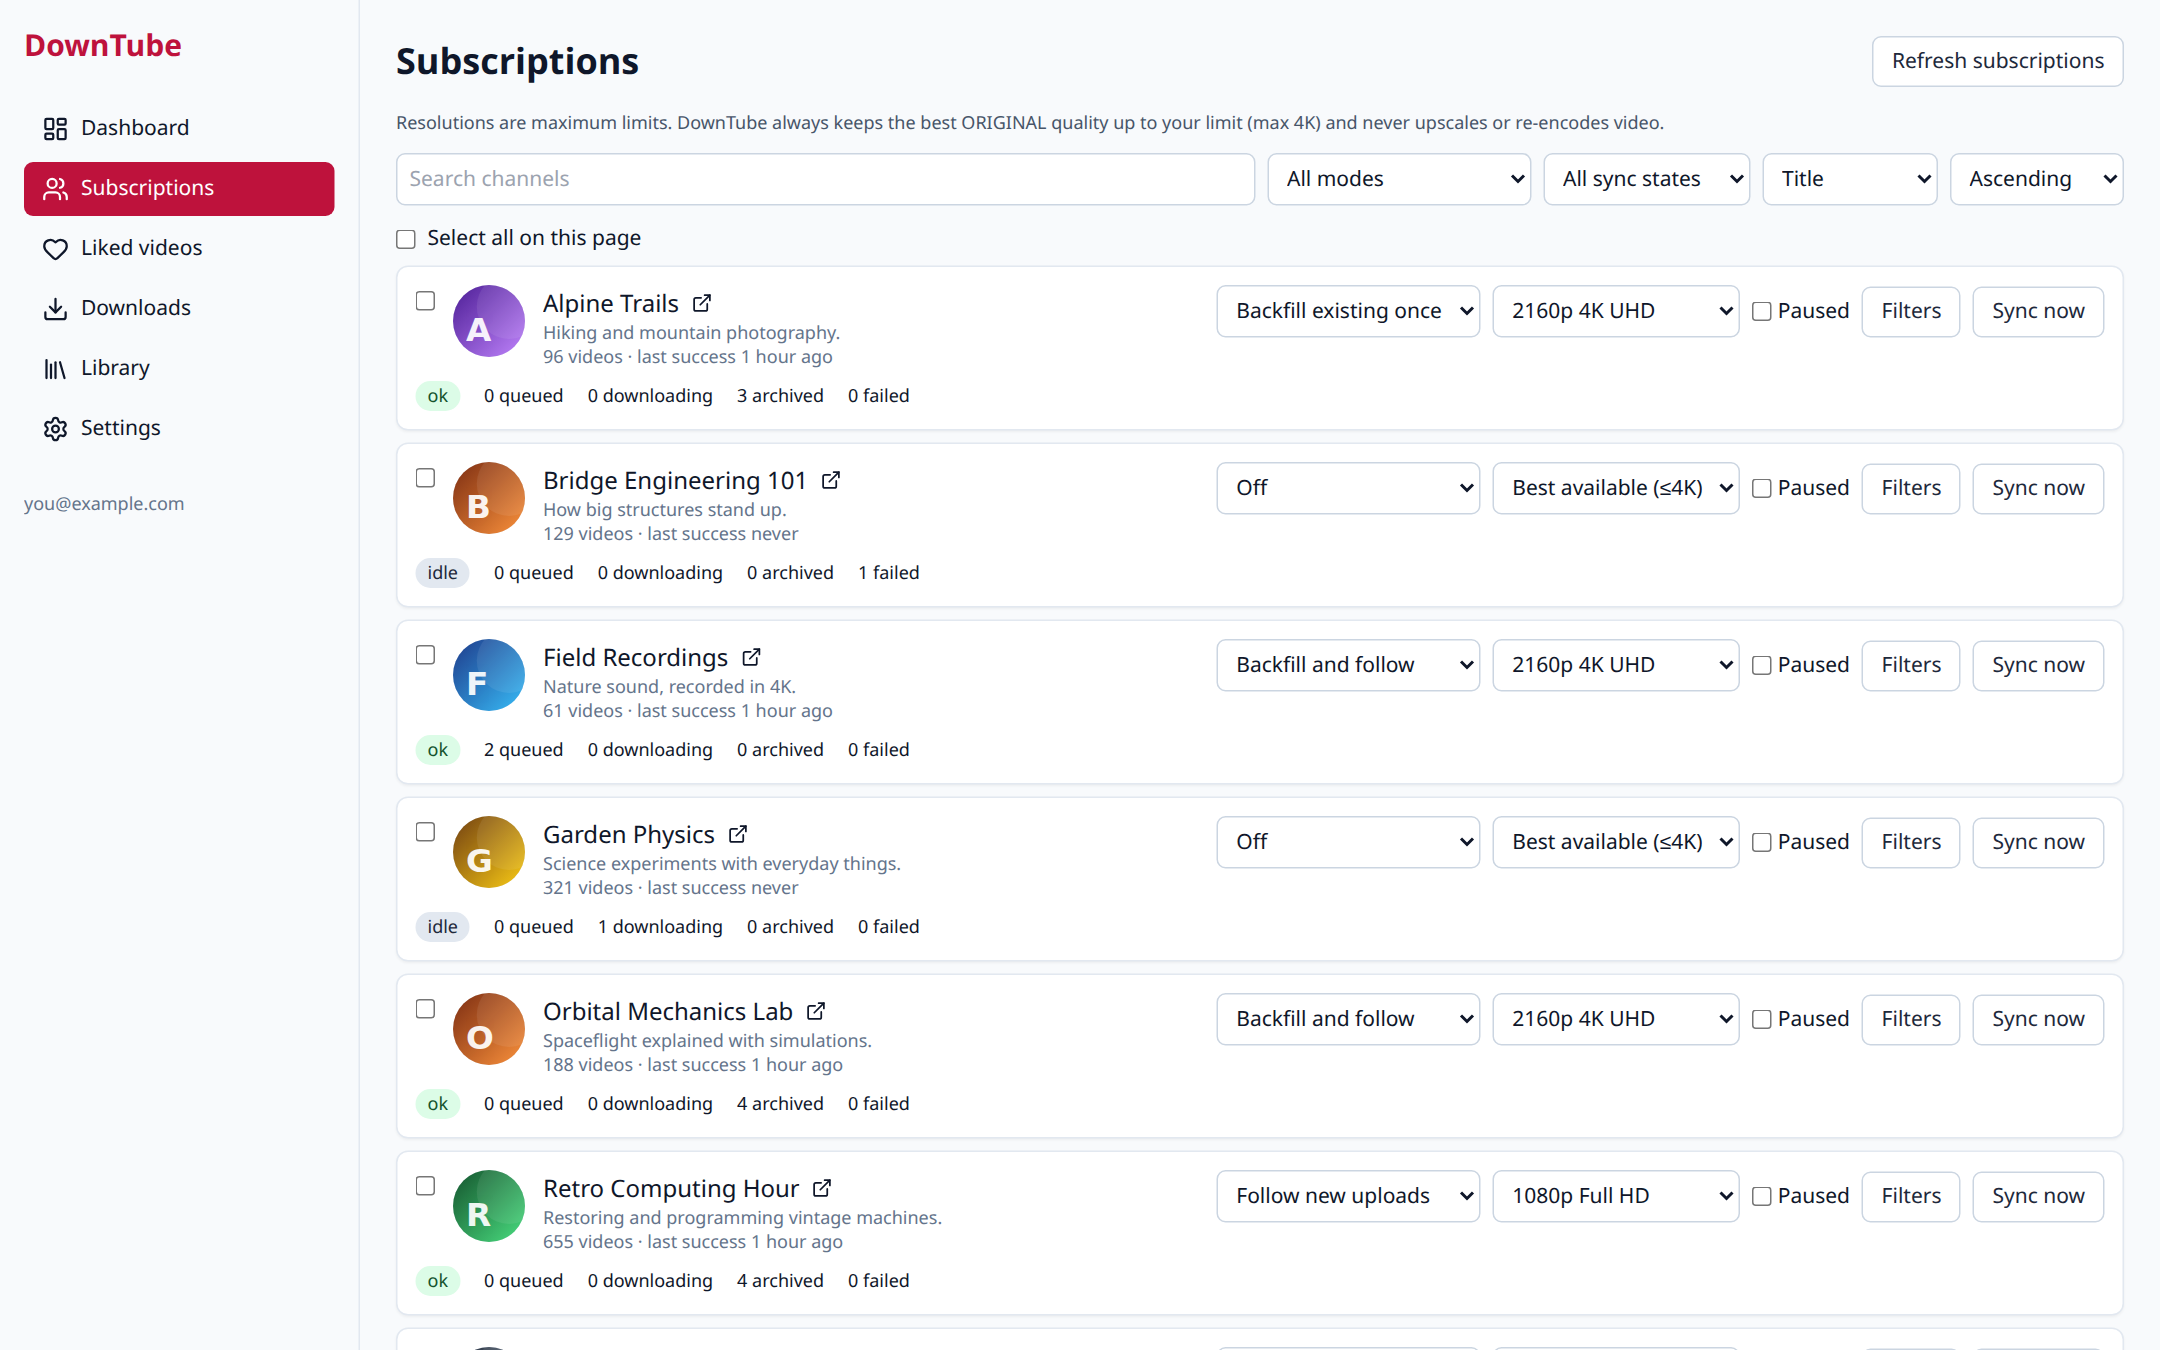 DownTube
Dashboard
Subscriptions
Liked videos
Downloads
Library
Settings
you@example.com
Subscriptions
Refresh subscriptions
Resolutions are maximum limits. DownTube always keeps the best ORIGINAL quality up to your limit (max 4K) and never upscales or re-encodes video.
Search channels
All modes
All sync states
Title
Ascending
Select all on this page
A
Alpine Trails
Hiking and mountain photography.
96 videos · last success 1 hour ago
Backfill existing once
2160p 4K UHD
Paused
Filters
Sync now
ok 0 queued 0 downloading 3 archived 0 failed
B
Bridge Engineering 101
How big structures stand up.
129 videos · last success never
Off
Best available (≤4K)
Paused
Filters
Sync now
idle 0 queued 0 downloading 0 archived 1 failed
F
Field Recordings
Nature sound, recorded in 4K.
61 videos · last success 1 hour ago
Backfill and follow
2160p 4K UHD
Paused
Filters
Sync now
ok 2 queued 0 downloading 0 archived 0 failed
G
Garden Physics
Science experiments with everyday things.
321 videos · last success never
Off
Best available (≤4K)
Paused
Filters
Sync now
idle 0 queued 1 downloading 0 archived 0 failed
O
Orbital Mechanics Lab
Spaceflight explained with simulations.
188 videos · last success 1 hour ago
Backfill and follow
2160p 4K UHD
Paused
Filters
Sync now
ok 0 queued 0 downloading 4 archived 0 failed
R
Retro Computing Hour
Restoring and programming vintage machines.
655 videos · last success 1 hour ago
Follow new uploads
1080p Full HD
Paused
Filters
Sync now
ok 0 queued 0 downloading 4 archived 0 failed